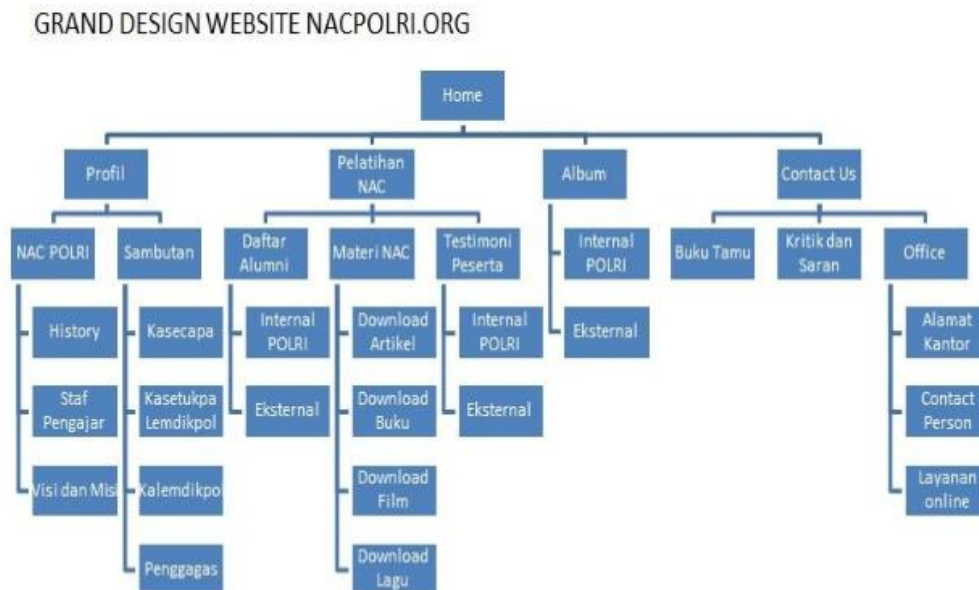 GRAND DESIGN WEBSITE NACPOLRI.ORG
Home
Profil
Pelatihan
NAC
Album
Contact Us
NAC POLRI
Sambutan
Daftar
Alumni
Materi NAC
Testimoni
Peserta
Internal
POLRI
Buku Tamu
Kritik dan
Saran
Office
History
Kasecapa
Internal
POLRI
Download
Artikel
Internal
POLRI
Eksternal
Alamat
Kantor
Staf
Pengajar
Kasetukpa
Lemdikpol
Eksternal
Download
Buku
Eksternal
Contact
Person
Visi dan Misi
Kalemdikpol
Download
Film
Layanan
online
Penggagas
Download
Lagu